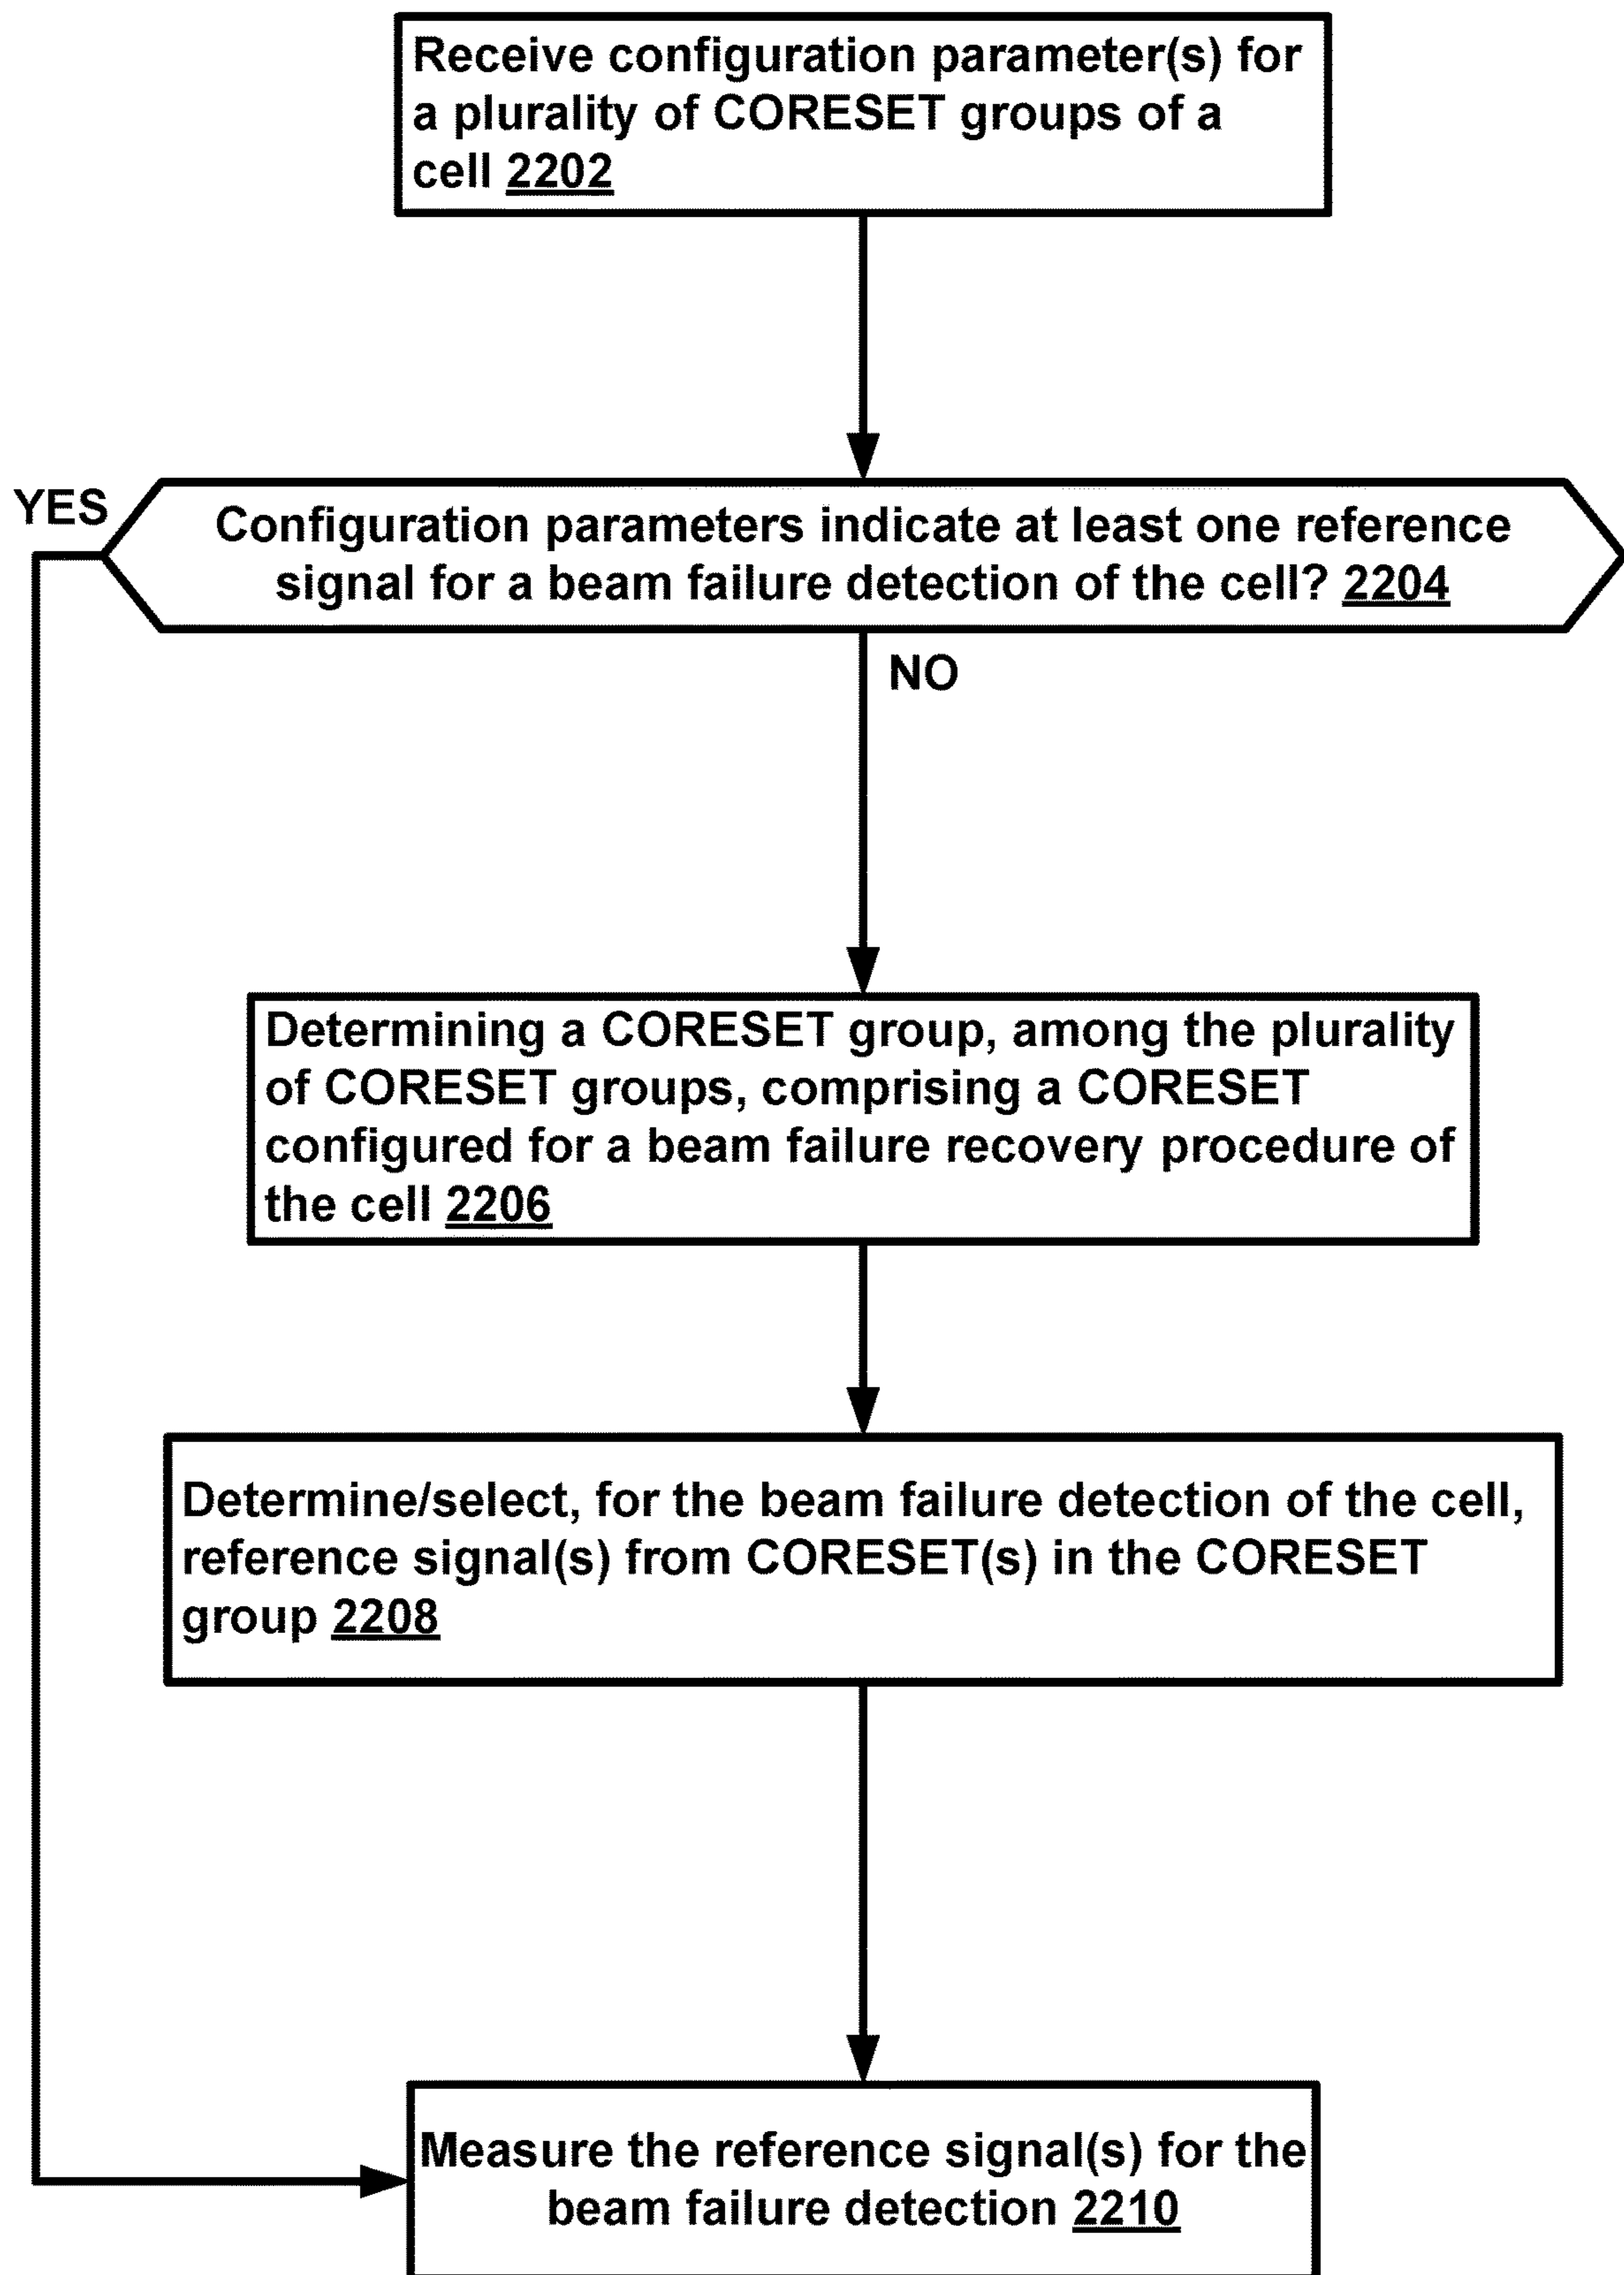 Receive configuration parameter(s) for
a plurality of CORESET groups of a
cell 2202
YES
Configuration parameters indicate at least one reference
signal for a beam failure detection of the cell? 2204
NO
Determining a CORESET group, among the plurality
of CORESET groups, comprising a CORESET
configured for a beam failure recovery procedure of
the cell 2206
Determine/select, for the beam failure detection of the cell,
reference signal(s) from CORESET(s) in the CORESET
group 2208
Measure the reference signal(s) for the
beam failure detection 2210